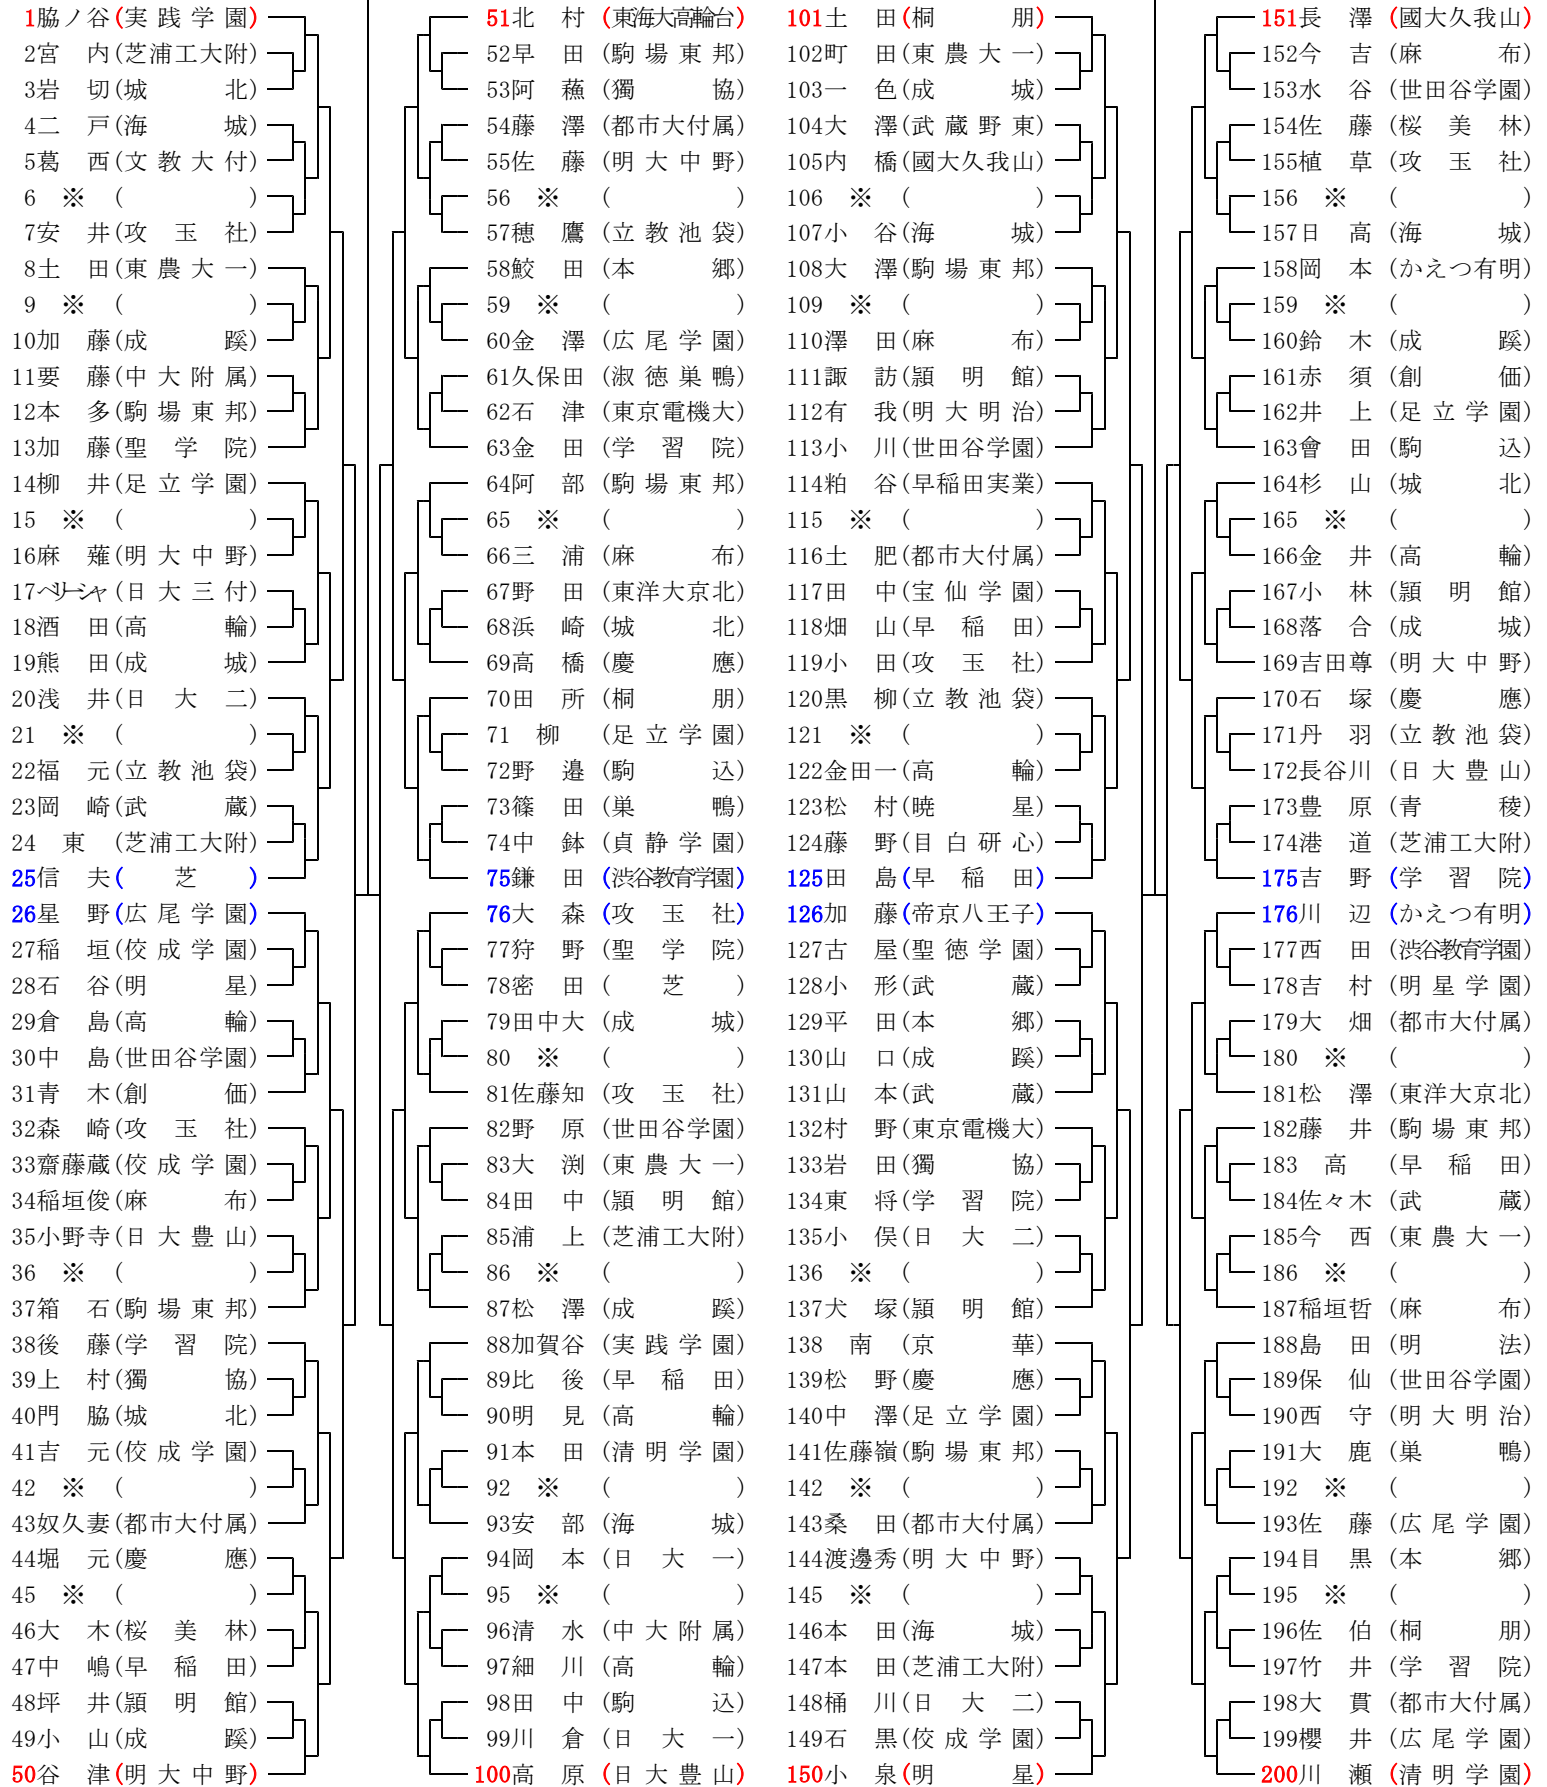 1脇ノ谷(実践学園)
2宮内(芝浦工大附)
3岩切(城北)
4二戸(海城)
5葛西(文教大付)
6※()
7安井(攻玉社)
8土田(東農大一)
9※()
10加藤(成蹊)
11要藤(中大附属)
12本多(駒場東邦)
13加藤(聖学院)
14柳井(足立学園)
15※()
16麻薙(明大中野)
17ペリーシャ(日大三付)
18酒田(高輪)
19熊田(成城)
20浅井(日大二)
21※()
22福元(立教池袋)
23岡崎(武蔵)
24東(芝浦工大附)
25信夫(芝)
26星野(広尾学園)
27稲垣(佼成学園)
28石谷(明星)
29倉島(高輪)
30中島(世田谷学園)
31青木(創価)
32森崎(攻玉社)
33齋藤蔵(佼成学園)
34稲垣俊(麻布)
35小野寺(日大豊山)
36※()
37箱石(駒場東邦)
38後藤(学習院)
39上村(獨協)
40門脇(城北)
41吉元(佼成学園)
42※()
43奴久妻(都市大付属)
44堀元(慶應)
45※()
46大木(桜美林)
47中嶋(早稲田)
48坪井(頴明館)
49小山(成蹊)
50谷津(明大中野)
51北村(東海大高輪台)
52早田(駒場東邦)
53阿蘓(獨協)
54藤澤(都市大付属)
55佐藤(明大中野)
56※()
57穂鷹(立教池袋)
58鮫田(本郷)
59※()
60金澤(広尾学園)
61久保田(淑徳巣鴨)
62石津(東京電機大)
63金田(学習院)
64阿部(駒場東邦)
65※()
66三浦(麻布)
67野田(東洋大京北)
68浜崎(城北)
69高橋(慶應)
70田所(桐朋)
71柳(足立学園)
72野邉(駒込)
73篠田(巣鴨)
74中鉢(貞静学園)
75鎌田(渋谷教育学園)
76大森(攻玉社)
77狩野(聖学院)
78密田(芝)
79田中大(成城)
80※()
81佐藤知(攻玉社)
82野原(世田谷学園)
83大渕(東農大一)
84田中(頴明館)
85浦上(芝浦工大附)
86※()
87松澤(成蹊)
88加賀谷(実践学園)
89比後(早稲田)
90明見(高輪)
91本田(清明学園)
92※()
93安部(海城)
94岡本(日大一)
95※()
96清水(中大附属)
97細川(高輪)
98田中(駒込)
99川倉(日大一)
100高原(日大豊山)
101土田(桐朋)
102町田(東農大一)
103一色(成城)
104大澤(武蔵野東)
105内橋(國大久我山)
106※()
107小谷(海城)
108大澤(駒場東邦)
109※()
110澤田(麻布)
111諏訪(頴明館)
112有我(明大明治)
113小川(世田谷学園)
114粕谷(早稲田実業)
115※()
116土肥(都市大付属)
117田中(宝仙学園)
118畑山(早稲田)
119小田(攻玉社)
120黒柳(立教池袋)
121※()
122金田一(高輪)
123松村(暁星)
124藤野(目白研心)
125田島(早稲田)
126加藤(帝京八王子)
127古屋(聖徳学園)
128小形(武蔵)
129平田(本郷)
130山口(成蹊)
131山本(武蔵)
132村野(東京電機大)
133岩田(獨協)
134東将(学習院)
135小俣(日大二)
136※()
137犬塚(頴明館)
138南(京華)
139松野(慶應)
140中澤(足立学園)
141佐藤嶺(駒場東邦)
142※()
143桑田(都市大付属)
144渡邊秀(明大中野)
145※()
146本田(海城)
147本田(芝浦工大附)
148桶川(日大二)
149石黒(佼成学園)
150小泉(明星)
151長澤(國大久我山)
152今吉(麻布)
153水谷(世田谷学園)
154佐藤(桜美林)
155植草(攻玉社)
156※()
157日高(海城)
158岡本(かえつ有明)
159※()
160鈴木(成蹊)
161赤須(創価)
162井上(足立学園)
163會田(駒込)
164杉山(城北)
165※()
166金井(高輪)
167小林(頴明館)
168落合(成城)
169吉田尊(明大中野)
170石塚(慶應)
171丹羽(立教池袋)
172長谷川(日大豊山)
173豊原(青稜)
174港道(芝浦工大附)
175吉野(学習院)
176川辺(かえつ有明)
177西田(渋谷教育学園)
178吉村(明星学園)
179大畑(都市大付属)
180※()
181松澤(東洋大京北)
182藤井(駒場東邦)
183高(早稲田)
184佐々木(武蔵)
185今西(東農大一)
186※()
187稲垣哲(麻布)
188島田(明法)
189保仙(世田谷学園)
190西守(明大明治)
191大鹿(巣鴨)
192※()
193佐藤(広尾学園)
194目黒(本郷)
195※()
196佐伯(桐朋)
197竹井(学習院)
198大貫(都市大付属)
199櫻井(広尾学園)
200川瀬(清明学園)